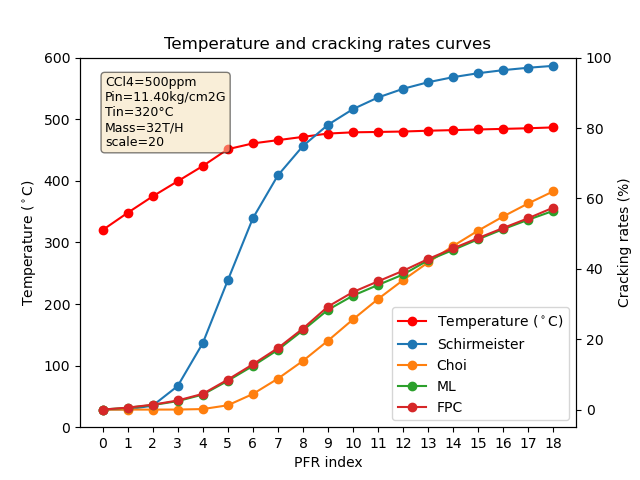 Temperature and cracking rates curves
CCl4=500ppm
Pin=11.40kg/cm2G
Tin=320°C
Mass=32T/H
scale=20
Temperature (°C)
600
500
400
300
200
100
0
Cracking rates (%)
100
80
60
40
20
0
Temperature (°C)
Schirmeister
Choi
ML
FPC
0 1 2 3 4 5 6 7 8 9 10 11 12 13 14 15 16 17 18
PFR index